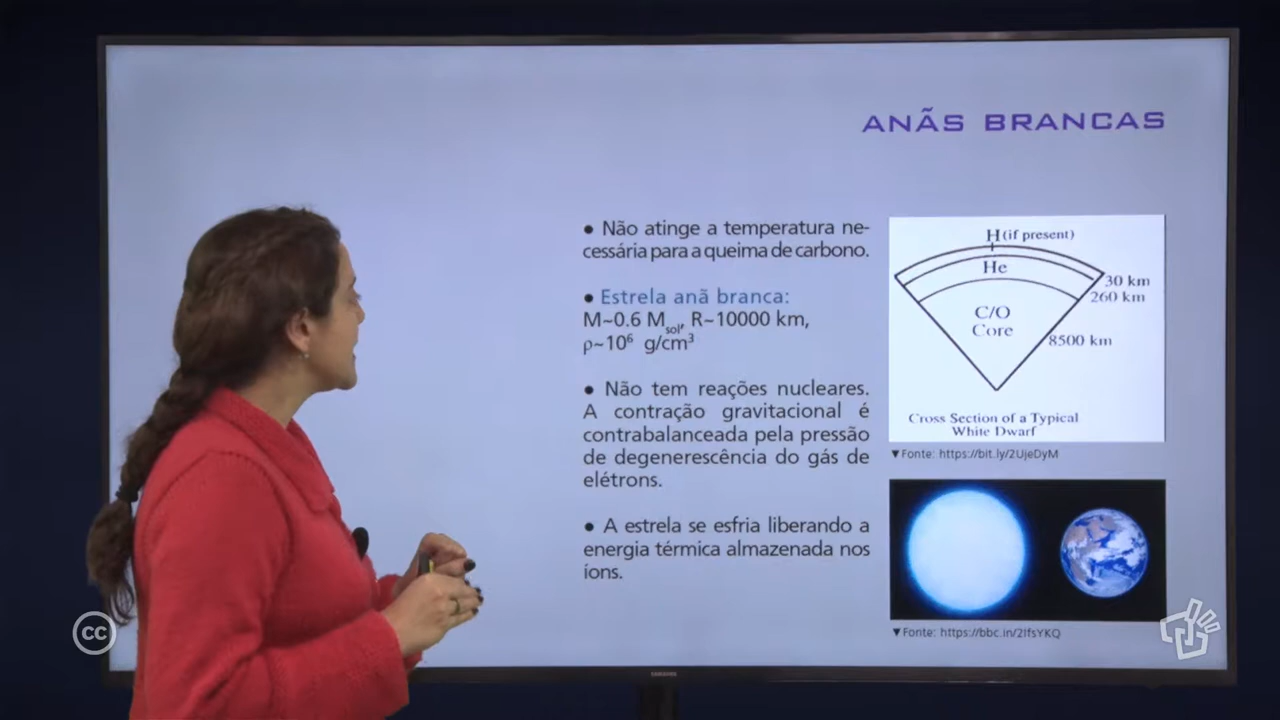 ANÃS BRANCAS
● Não atinge a temperatura ne-
cessária para a queima de carbono.
● Estrela anã branca:
M~0.6 Msol, R~10000 km,
ρ~10⁶ g/cm³
● Não tem reações nucleares.
A contração gravitacional é
contrabalanceada pela pressão
de degenerescência do gás de
elétrons.
● A estrela se esfria liberando a
energia térmica almazenada nos
íons.
H(if present)
He
30 km
260 km
C/O
Core
8500 km
Cross Section of a Typical
White Dwarf
▼Fonte: https://bit.ly/2UjeDyM
▼Fonte: https://bbc.in/2IfsYKQ
SAMSUNG
cc